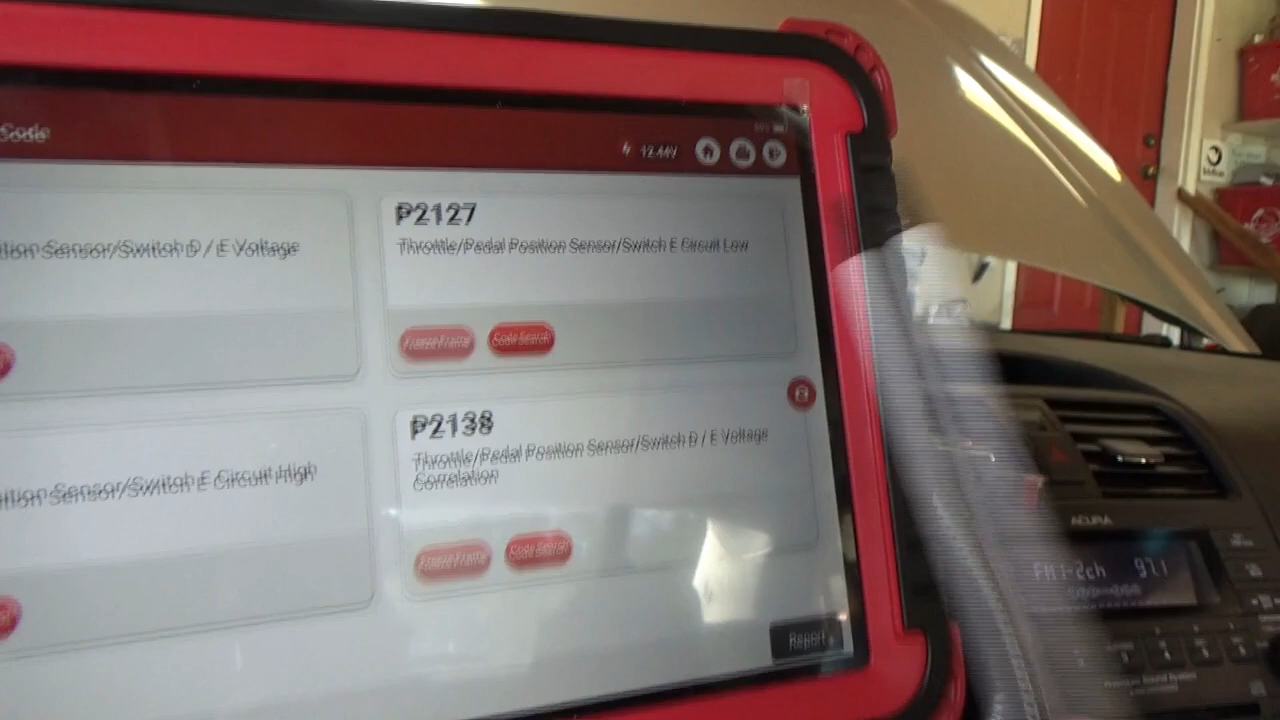 Code
12.44V
P2127
tion Sensor/Switch D / E Voltage
Throttle/Pedal Position Sensor/Switch E Circuit Low
Freeze Frame
Code Search
P2138
Throttle/Pedal Position Sensor/Switch D / E Voltage
Correlation
ition Sensor/Switch E Circuit High
Freeze Frame
Code Search
Report
ACURA
FM1-2ch 97.1